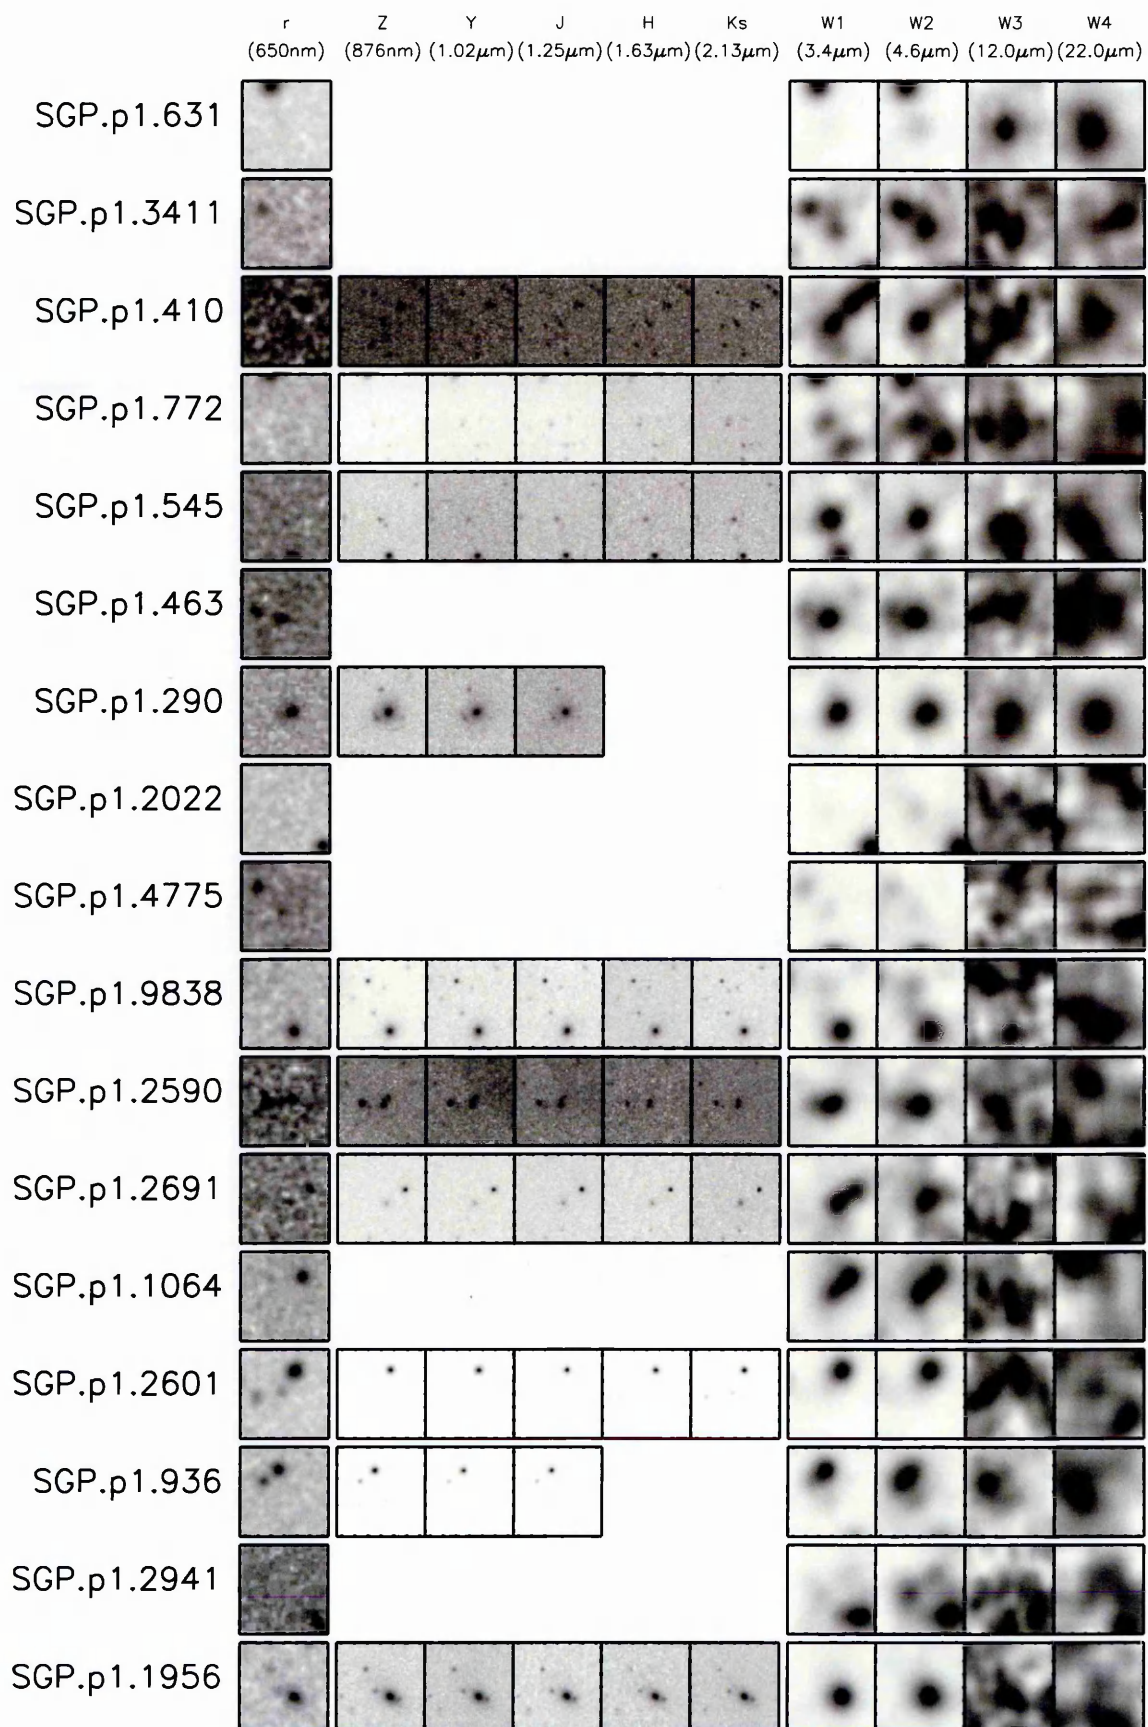 r Z Y J H Ks W1 W2 W3 W4
(650nm) (876nm) (1.02μm) (1.25μm) (1.63μm) (2.13μm) (3.4μm) (4.6μm) (12.0μm) (22.0μm)
SGP.p1.631
SGP.p1.3411
SGP.p1.410
SGP.p1.772
SGP.p1.545
SGP.p1.463
SGP.p1.290
SGP.p1.2022
SGP.p1.4775
SGP.p1.9838
SGP.p1.2590
SGP.p1.2691
SGP.p1.1064
SGP.p1.2601
SGP.p1.936
SGP.p1.2941
SGP.p1.1956